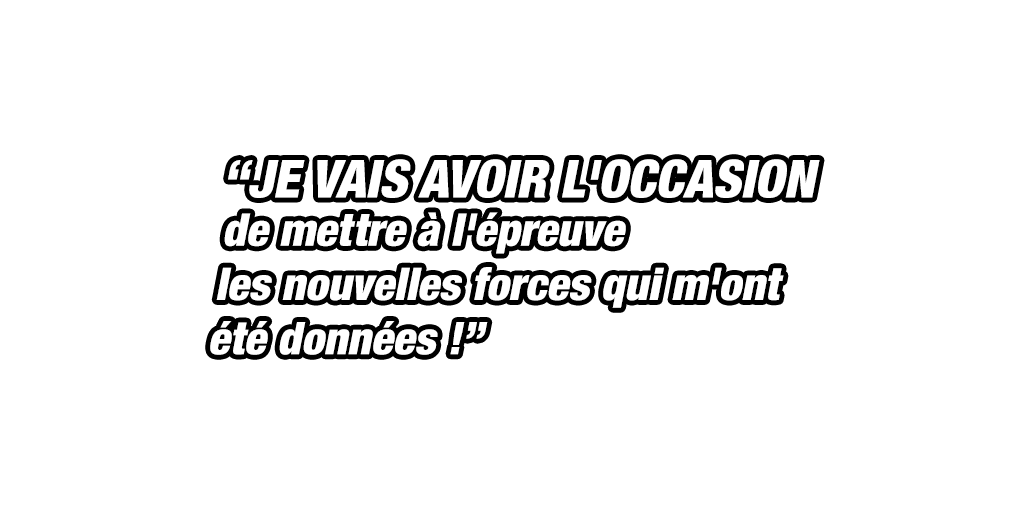 “JE VAIS AVOIR L'OCCASION
de mettre à l'épreuve
les nouvelles forces qui m'ont
été données !”